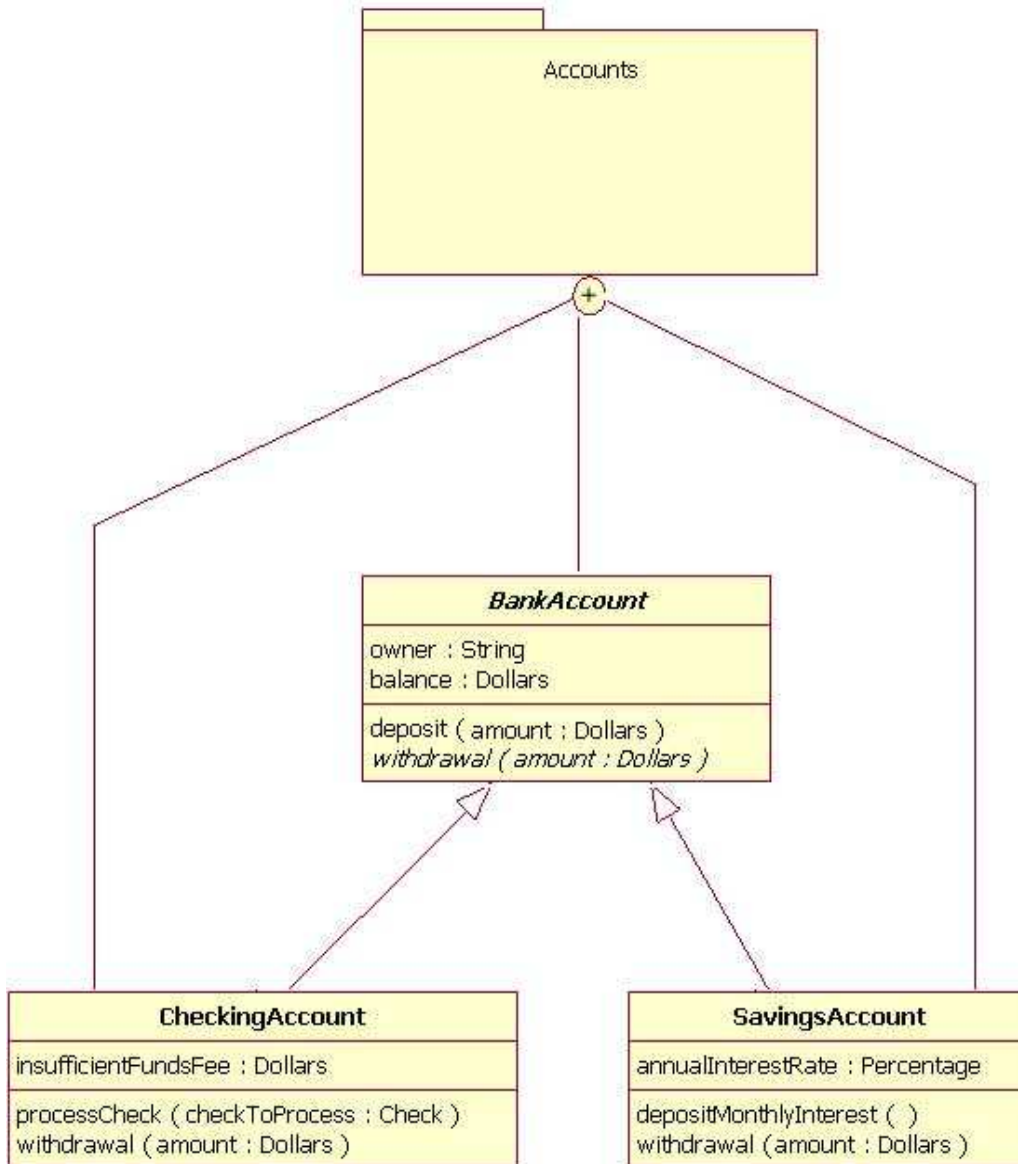 Accounts
+
BankAccount
owner : String
balance : Dollars
deposit ( amount : Dollars )
withdrawal ( amount : Dollars )
CheckingAccount
insufficientFundsFee : Dollars
processCheck ( checkToProcess : Check )
withdrawal ( amount : Dollars )
SavingsAccount
annualInterestRate : Percentage
depositMonthlyInterest ( )
withdrawal ( amount : Dollars )